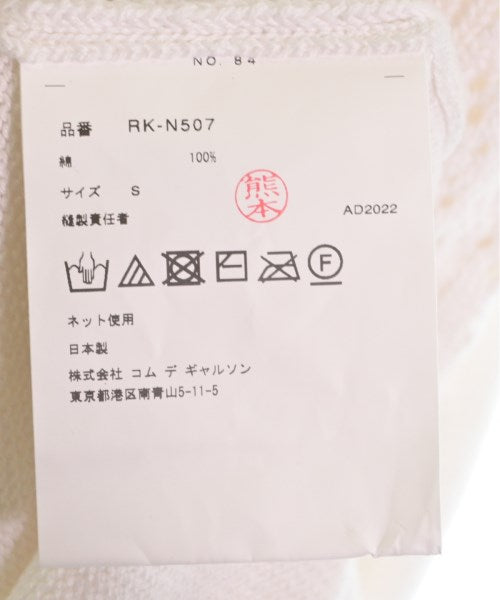 NO. 84
品番 RK-N507
綿 100%
サイズ S
縫製責任者
熊本
AD2022
F
ネット使用
日本製
株式会社 コム デ ギャルソン
東京都港区南青山5-11-5